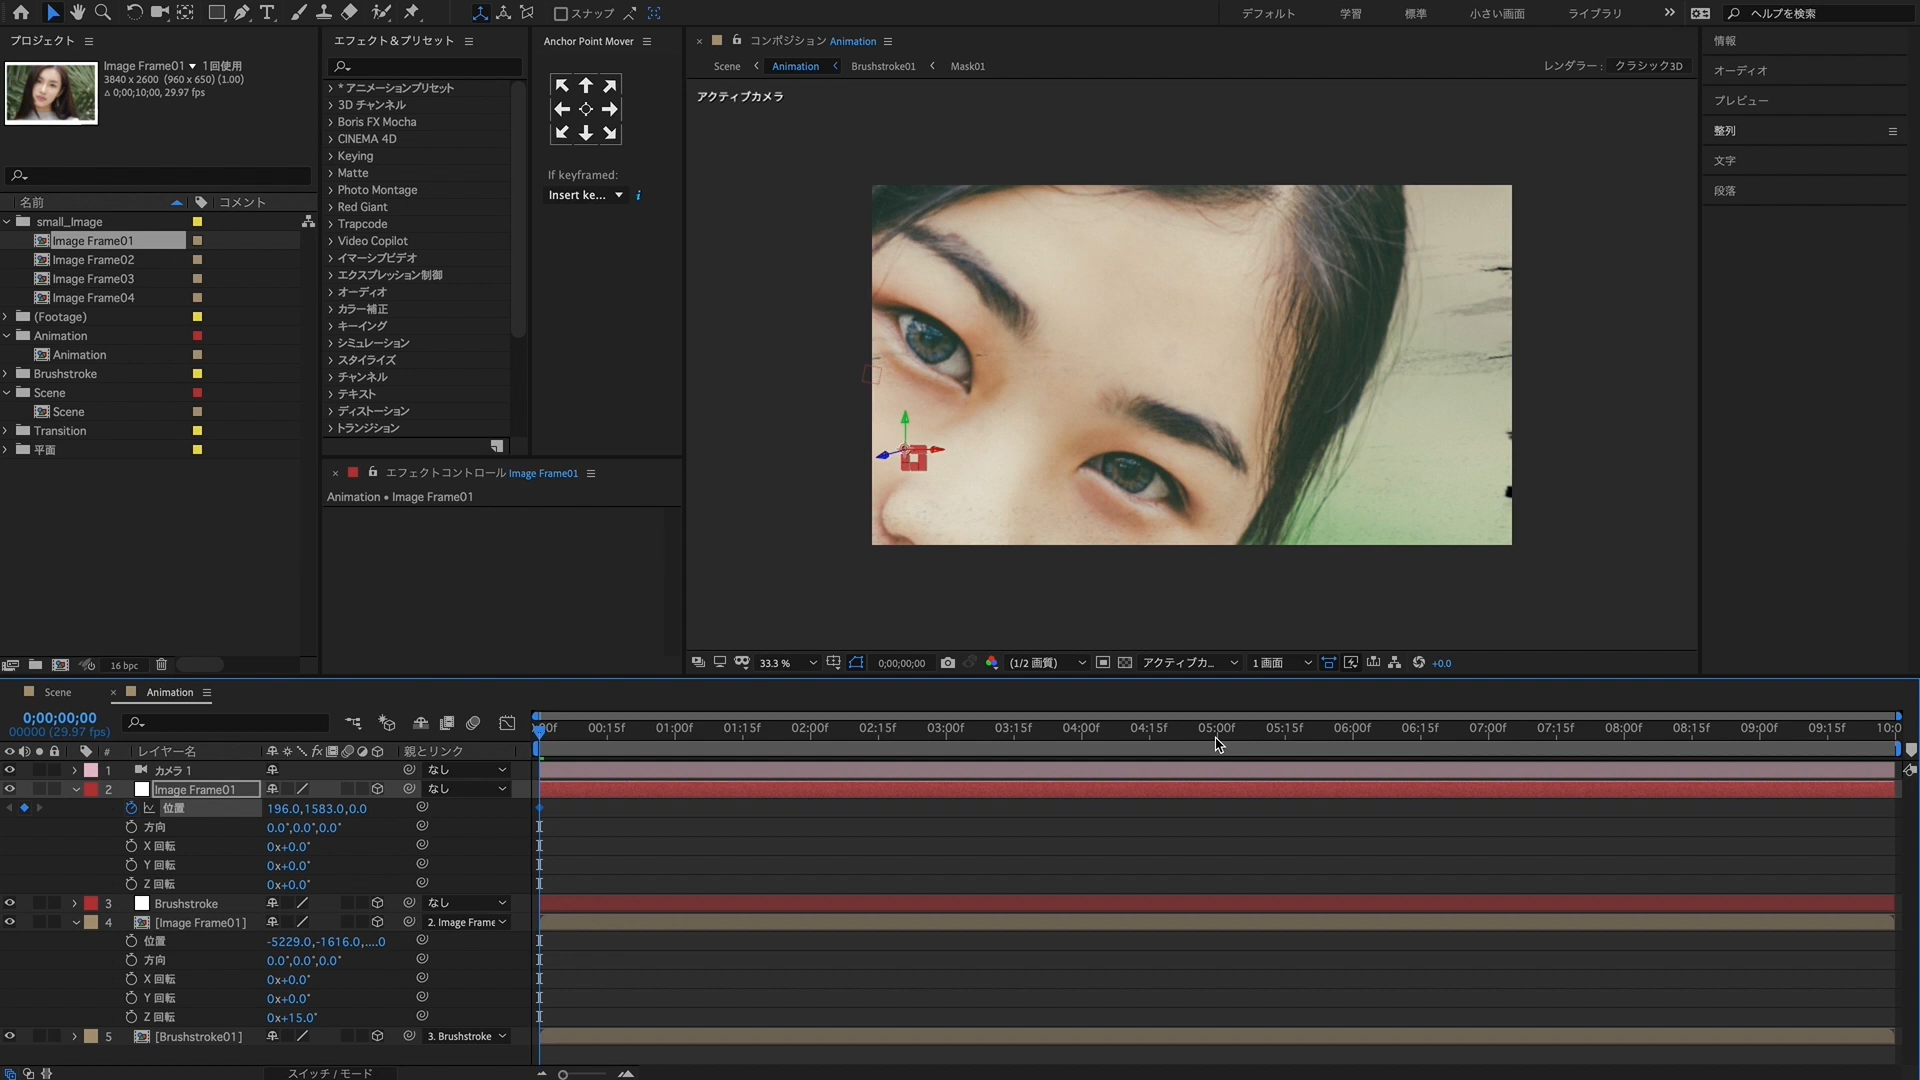 スナップ
デフォルト
学習
標準
小さい画面
ライブラリ
ヘルプを検索
プロジェクト
Image Frame01 ▼ 1回使用
3840 x 2600 (960 x 650) (1.00)
Δ 0;00;10;00, 29.97 fps
名前
コメント
small_Image
Image Frame01
Image Frame02
Image Frame03
Image Frame04
(Footage)
Animation
Animation
Brushstroke
Scene
Scene
Transition
平面
16 bpc
エフェクト＆プリセット
* アニメーションプリセット
3D チャンネル
Boris FX Mocha
CINEMA 4D
Keying
Matte
Photo Montage
Red Giant
Trapcode
Video Copilot
イマーシブビデオ
エクスプレッション制御
オーディオ
カラー補正
キーイング
シミュレーション
スタイライズ
チャンネル
テキスト
ディストーション
トランジション
Anchor Point Mover
If keyframed:
Insert ke...
エフェクトコントロール Image Frame01
Animation • Image Frame01
コンポジション Animation
Scene
Animation
Brushstroke01
Mask01
レンダラー : クラシック3D
アクティブカメラ
33.3 %
0;00;00;00
(1/2 画質)
アクティブカ...
1 画面
+0.0
情報
オーディオ
プレビュー
整列
文字
段落
Scene
Animation
0;00;00;00
00000 (29.97 fps)
00f 00:15f 01:00f 01:15f 02:00f 02:15f 03:00f 03:15f 04:00f 04:15f 05:00f 05:15f 06:00f 06:15f 07:00f 07:15f 08:00f 08:15f 09:00f 09:15f 10:0
# レイヤー名 fx 親とリンク
1 カメラ 1 なし
2 Image Frame01 なし
位置 196.0,1583.0,0.0
方向 0.0°,0.0°,0.0°
X 回転 0x+0.0°
Y 回転 0x+0.0°
Z 回転 0x+0.0°
3 Brushstroke なし
4 [Image Frame01] 2. Image Frame
位置 -5229.0,-1616.0,....0
方向 0.0°,0.0°,0.0°
X 回転 0x+0.0°
Y 回転 0x+0.0°
Z 回転 0x+15.0°
5 [Brushstroke01] 3. Brushstroke
スイッチ / モード